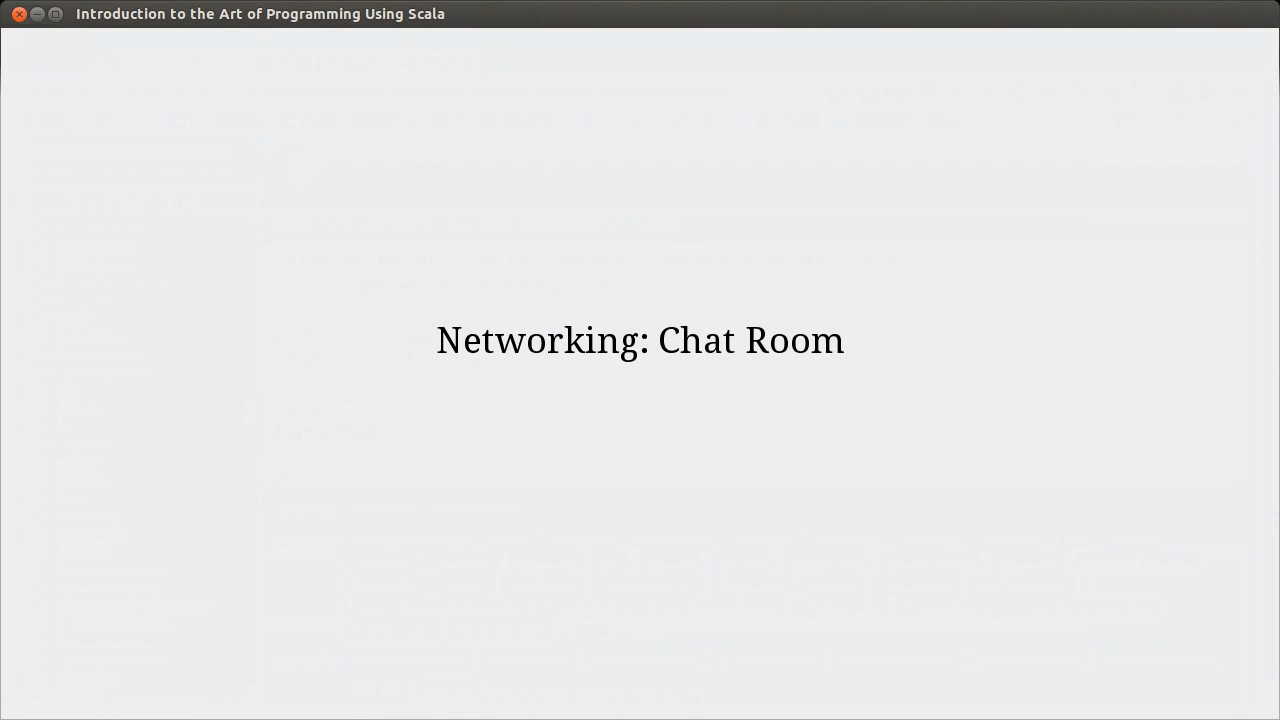 Introduction to the Art of Programming Using Scala
Networking: Chat Room